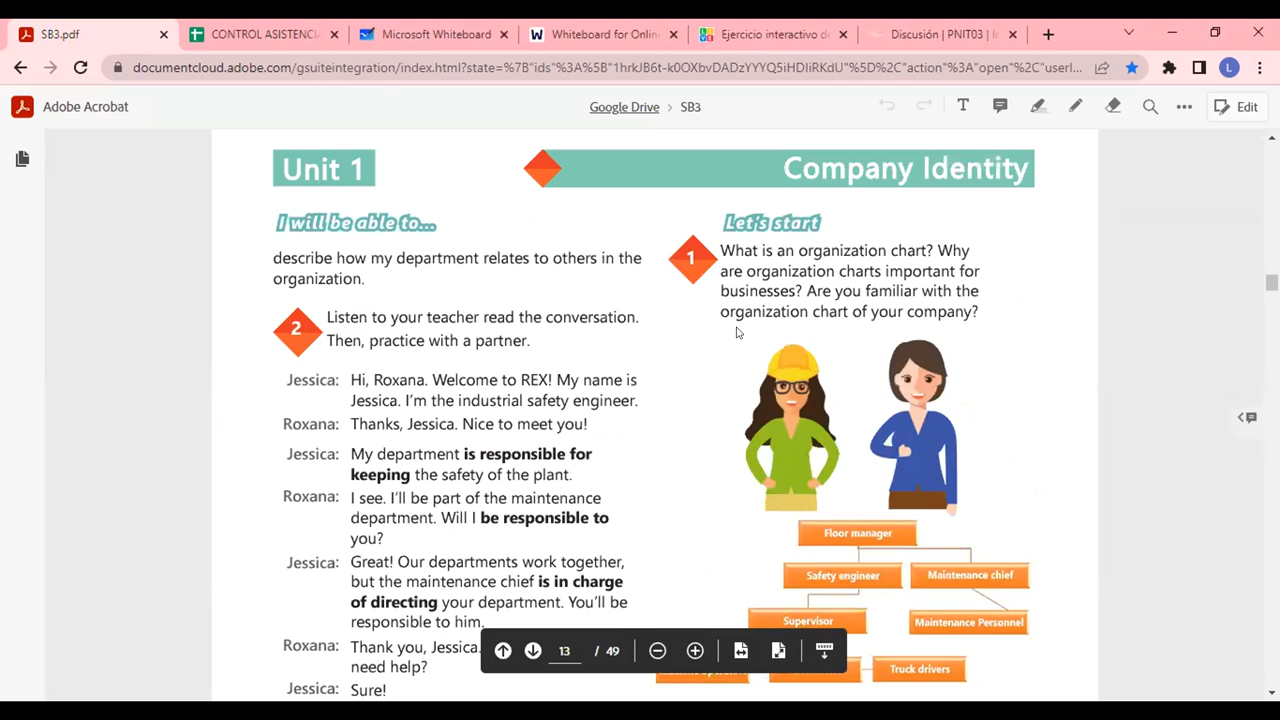 SB3.pdf
CONTROL ASISTENCI
Microsoft Whiteboard
Whiteboard for Onlin
Ejercicio interactivo de
Discusión | PNIT03 | In
documentcloud.adobe.com/gsuiteintegration/index.html?state=%7B"ids"%3A%5B"1hrkJB6t-k0OXbvDADzYYYQ5iHDIiRKdU"%5D%2C"action"%3A"open"%2C"userI...
L
Adobe Acrobat
Google Drive > SB3
Edit
Unit 1
Company Identity
I will be able to...
describe how my department relates to others in the
organization.
Let's start
1
What is an organization chart? Why
are organization charts important for
businesses? Are you familiar with the
organization chart of your company?
2
Listen to your teacher read the conversation.
Then, practice with a partner.
Jessica: Hi, Roxana. Welcome to REX! My name is
Jessica. I'm the industrial safety engineer.
Roxana: Thanks, Jessica. Nice to meet you!
Jessica: My department is responsible for
keeping the safety of the plant.
Roxana: I see. I'll be part of the maintenance
department. Will I be responsible to
you?
Jessica: Great! Our departments work together,
but the maintenance chief is in charge
of directing your department. You'll be
responsible to him.
Roxana: Thank you, Jessica.
need help?
Jessica: Sure!
Floor manager
Safety engineer
Maintenance chief
Supervisor
Maintenance Personnel
Truck drivers
13 / 49